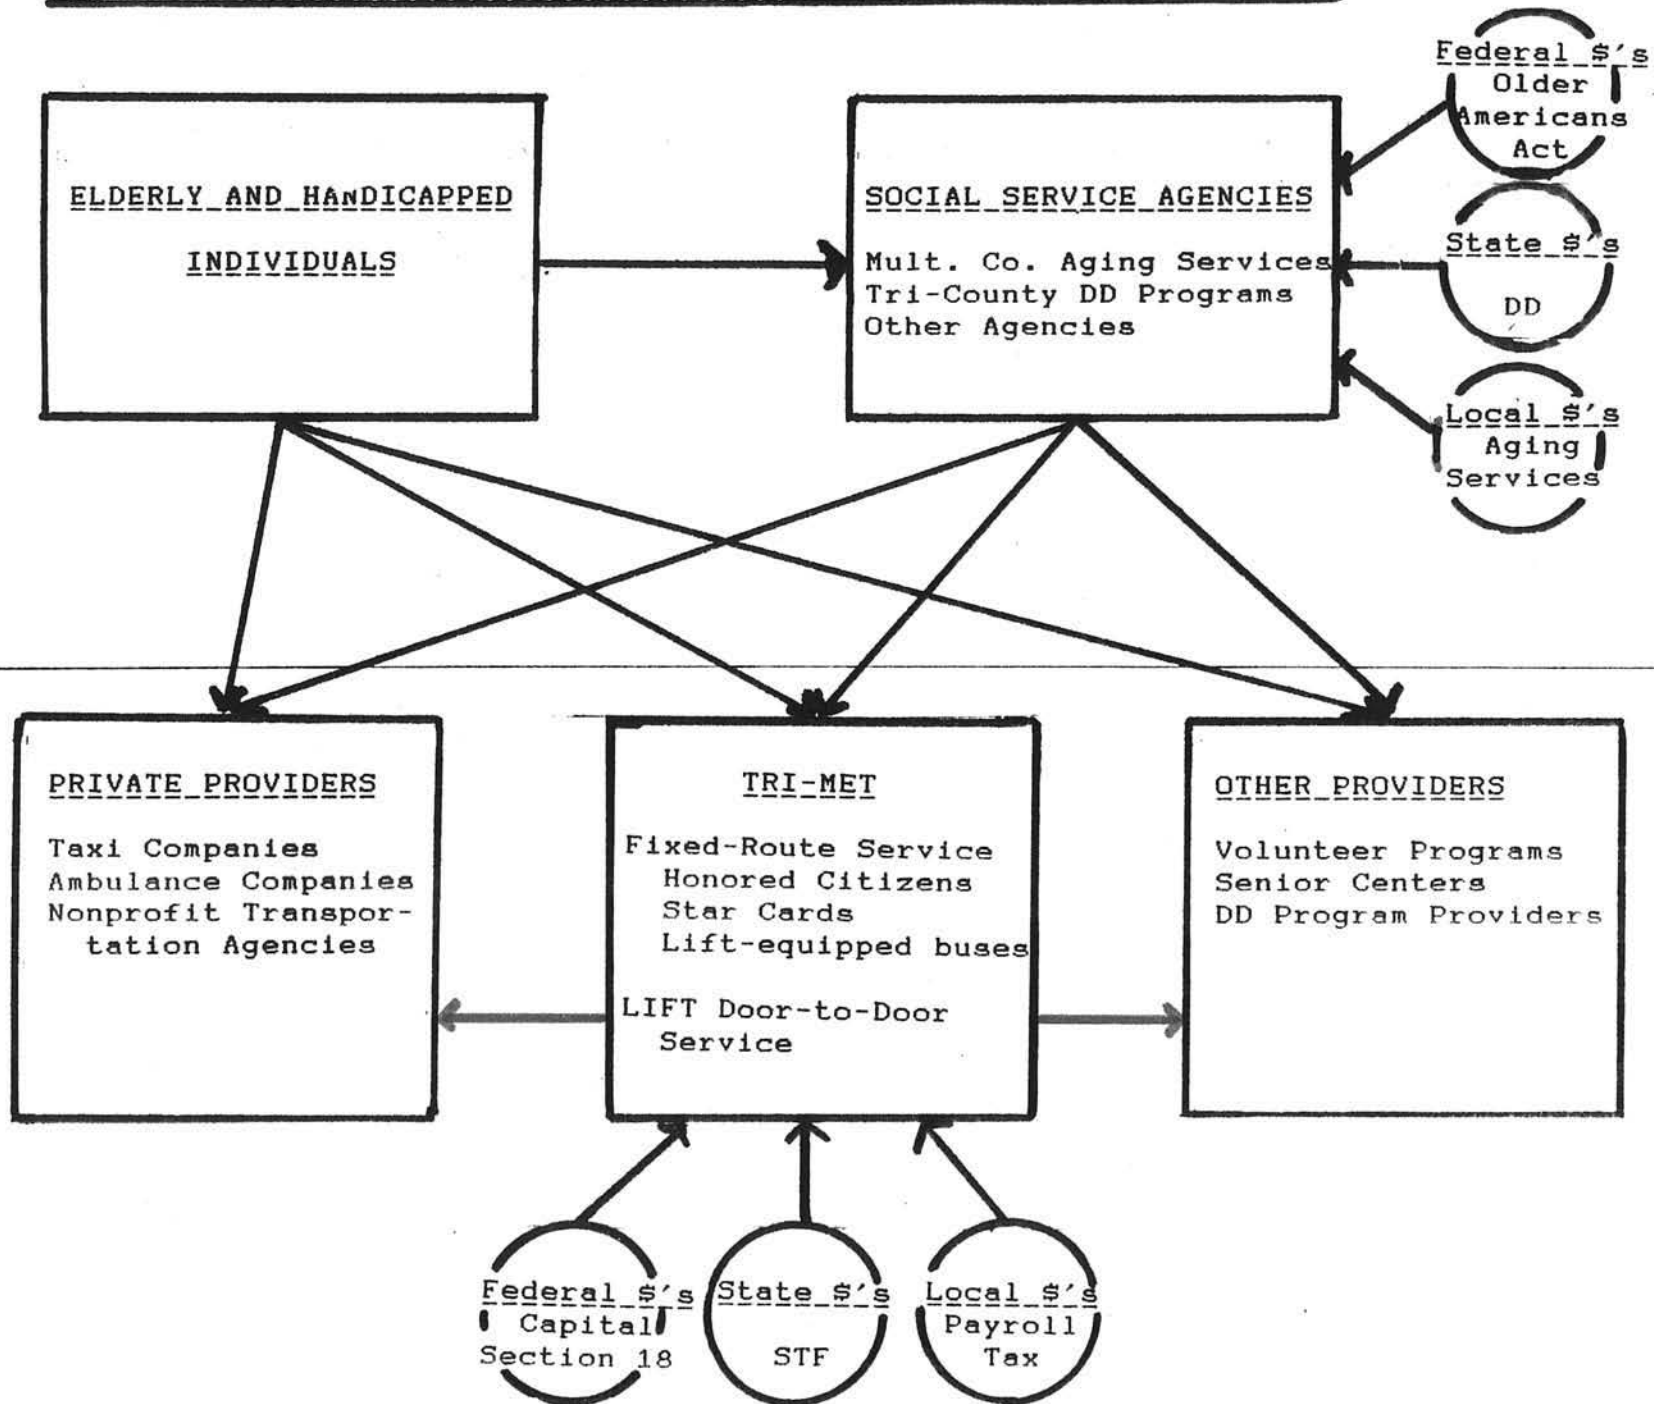 Federal $'s
Older
Americans
Act
ELDERLY AND HANDICAPPED
INDIVIDUALS
SOCIAL SERVICE AGENCIES
Mult. Co. Aging Services
Tri-County DD Programs
Other Agencies
State $'s
DD
Local $'s
Aging
Services
PRIVATE PROVIDERS
Taxi Companies
Ambulance Companies
Nonprofit Transpor-
tation Agencies
TRI-MET
Fixed-Route Service
Honored Citizens
Star Cards
Lift-equipped buses
LIFT Door-to-Door
Service
OTHER PROVIDERS
Volunteer Programs
Senior Centers
DD Program Providers
Federal $'s
Capital
Section 18
State $'s
STF
Local $'s
Payroll
Tax